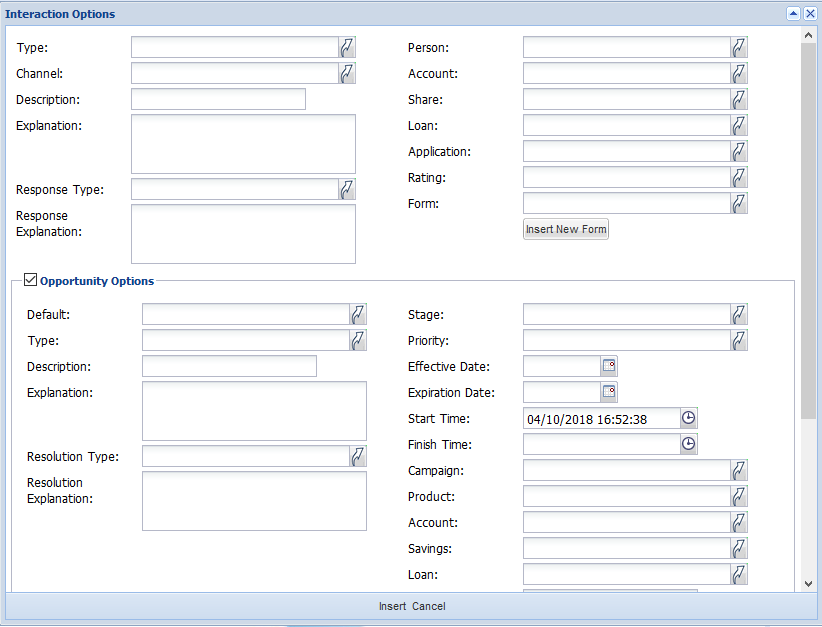 Interaction Options
Type:
Channel:
Description:
Explanation:
Response Type:
Response
Explanation:
Person:
Account:
Share:
Loan:
Application:
Rating:
Form:
Insert New Form
Opportunity Options
Default:
Type:
Description:
Explanation:
Resolution Type:
Resolution
Explanation:
Stage:
Priority:
Effective Date:
Expiration Date:
Start Time: 04/10/2018 16:52:38
Finish Time:
Campaign:
Product:
Account:
Savings:
Loan:
Insert Cancel